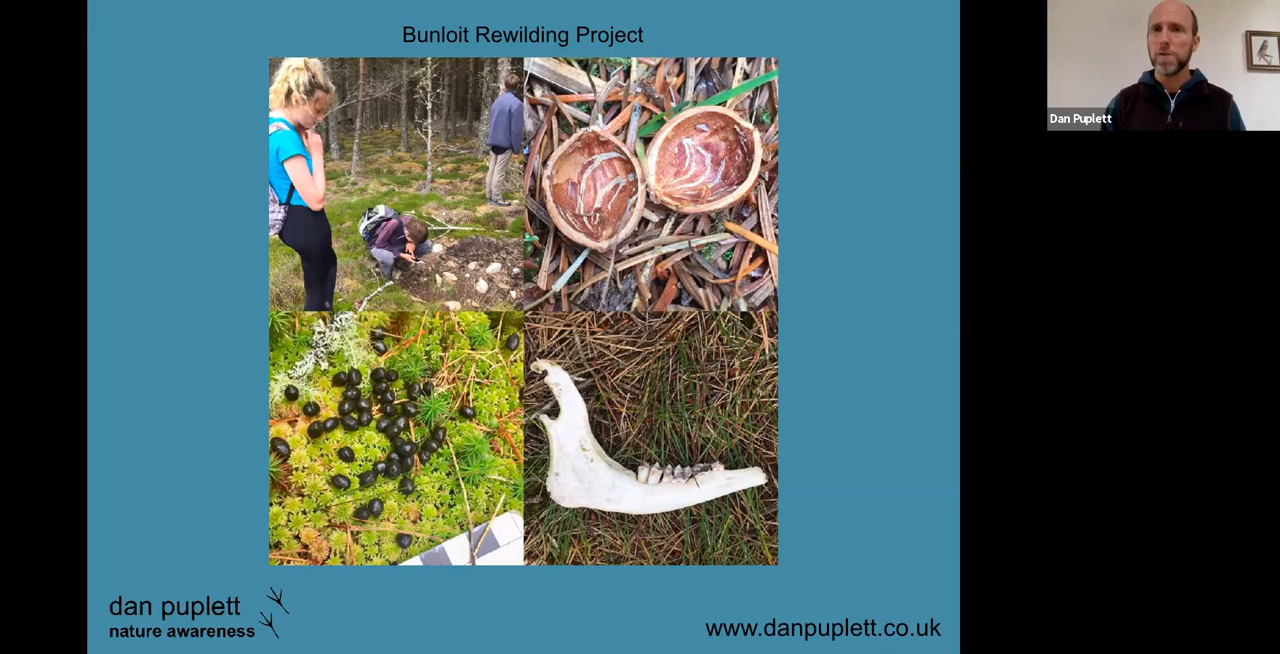 Bunloit Rewilding Project
Dan Puplett
dan puplett
nature awareness
www.danpuplett.co.uk